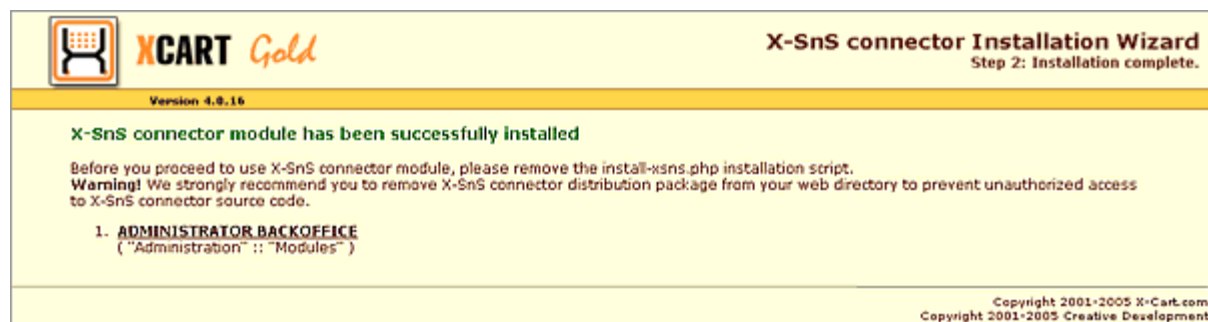 XCART Gold
X-SnS connector Installation Wizard
Step 2: Installation complete.
Version 4.0.16
X-SnS connector module has been successfully installed
Before you proceed to use X-SnS connector module, please remove the install-xsns.php installation script.
Warning! We strongly recommend you to remove X-SnS connector distribution package from your web directory to prevent unauthorized access
to X-SnS connector source code.
1. ADMINISTRATOR BACKOFFICE
( "Administration" :: "Modules" )
Copyright 2001-2005 X-Cart.com
Copyright 2001-2005 Creative Development